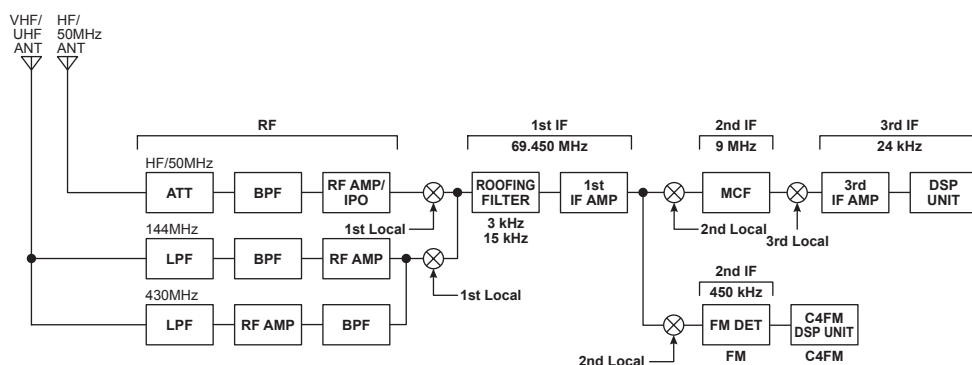 VHF/
UHF
ANT
HF/
50MHz
ANT
RF
1st IF
69.450 MHz
2nd IF
9 MHz
3rd IF
24 kHz
HF/50MHz
ATT
BPF
RF AMP/
IPO
1st Local
ROOFING
FILTER
3 kHz
15 kHz
1st
IF AMP
MCF
2nd Local
3rd Local
3rd
IF AMP
DSP
UNIT
144MHz
LPF
BPF
RF AMP
1st Local
430MHz
LPF
RF AMP
BPF
2nd IF
450 kHz
2nd Local
FM DET
FM
C4FM
DSP UNIT
C4FM